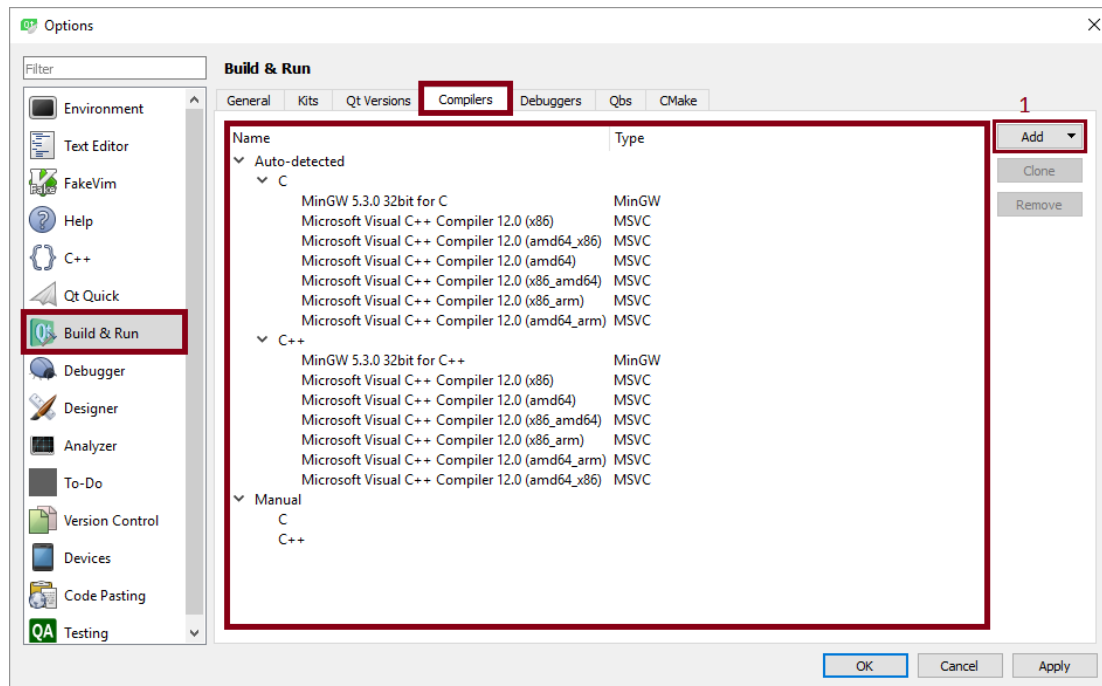 Options
Filter
Environment
Text Editor
FakeVim
Help
C++
Qt Quick
Build & Run
Debugger
Designer
Analyzer
To-Do
Version Control
Devices
Code Pasting
QA Testing
Build & Run
General Kits Qt Versions Compilers Debuggers Qbs CMake
1
Add
Clone
Remove
Name Type
Auto-detected
C
MinGW 5.3.0 32bit for C MinGW
Microsoft Visual C++ Compiler 12.0 (x86) MSVC
Microsoft Visual C++ Compiler 12.0 (amd64_x86) MSVC
Microsoft Visual C++ Compiler 12.0 (amd64) MSVC
Microsoft Visual C++ Compiler 12.0 (x86_amd64) MSVC
Microsoft Visual C++ Compiler 12.0 (x86_arm) MSVC
Microsoft Visual C++ Compiler 12.0 (amd64_arm) MSVC
C++
MinGW 5.3.0 32bit for C++ MinGW
Microsoft Visual C++ Compiler 12.0 (x86) MSVC
Microsoft Visual C++ Compiler 12.0 (amd64) MSVC
Microsoft Visual C++ Compiler 12.0 (x86_amd64) MSVC
Microsoft Visual C++ Compiler 12.0 (x86_arm) MSVC
Microsoft Visual C++ Compiler 12.0 (amd64_arm) MSVC
Microsoft Visual C++ Compiler 12.0 (amd64_x86) MSVC
Manual
C
C++
OK Cancel Apply